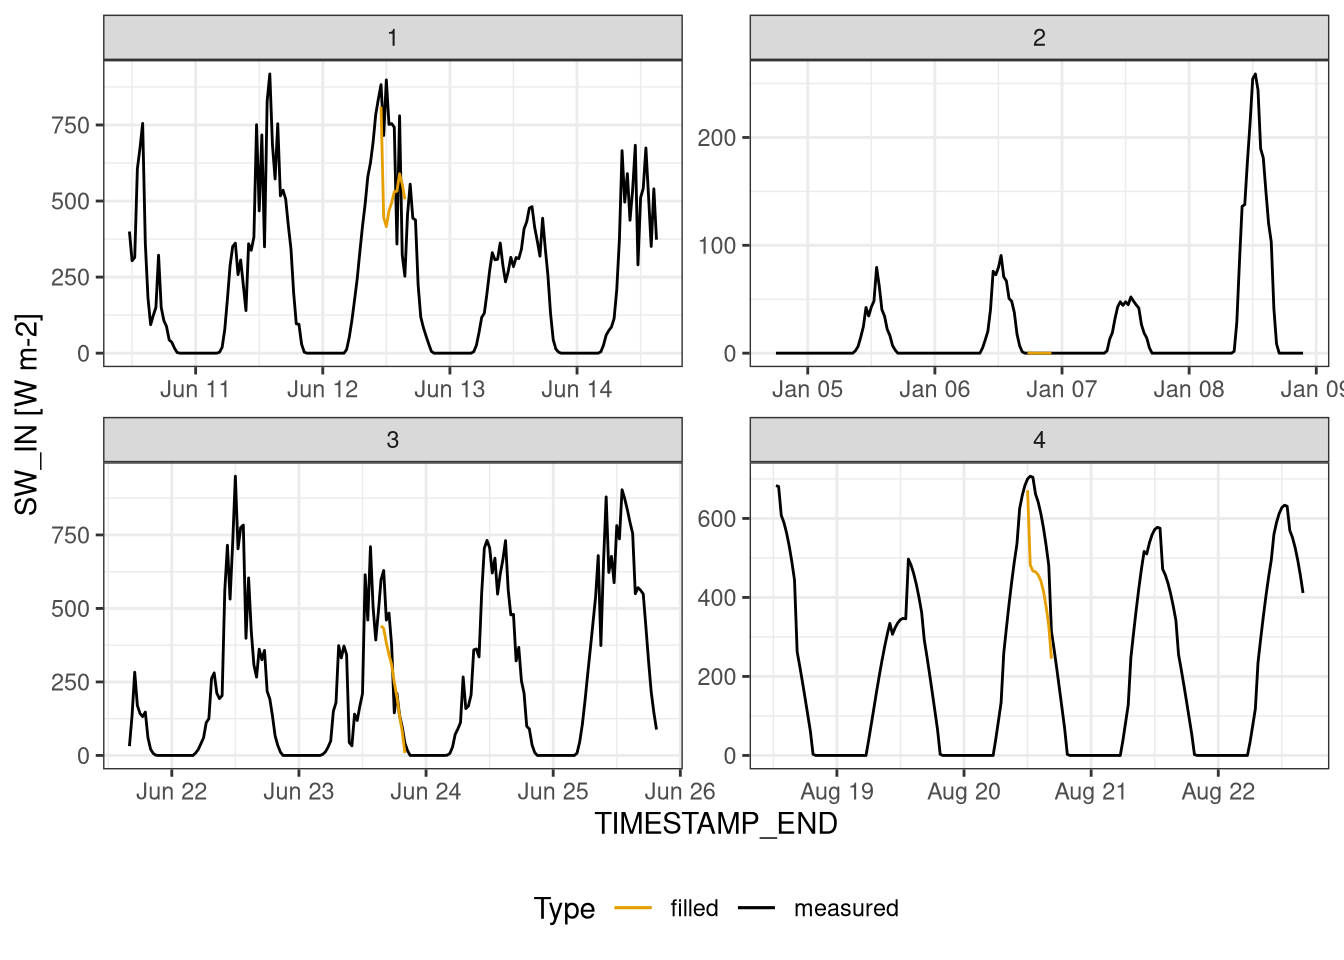 1
2
750
500
250
0
200
100
0
Jun 11 Jun 12 Jun 13 Jun 14
Jan 05 Jan 06 Jan 07 Jan 08 Jan 09
SW_IN [W m-2]
3
4
750
500
250
0
600
400
200
0
Jun 22 Jun 23 Jun 24 Jun 25 Jun 26
Aug 19 Aug 20 Aug 21 Aug 22
TIMESTAMP_END
Type filled measured